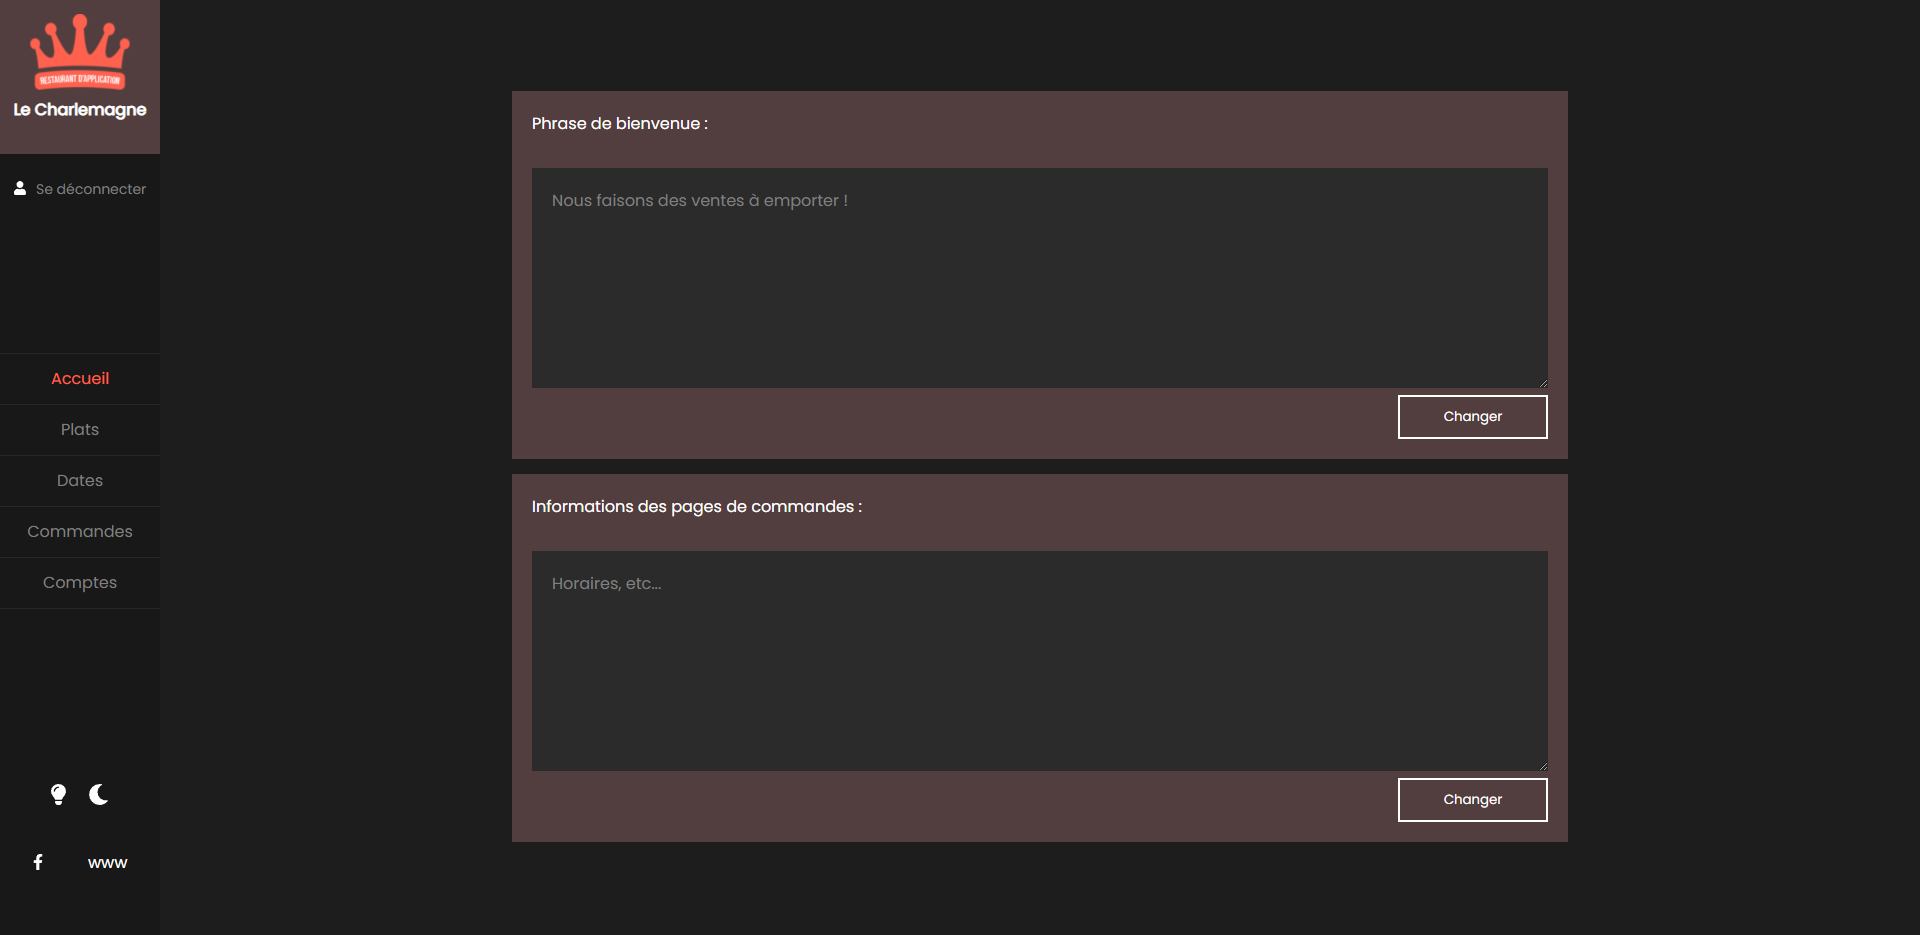 RESTAURANT D'APPLICATION
Le Charlemagne
Se déconnecter
Accueil
Plats
Dates
Commandes
Comptes
www
Phrase de bienvenue :
Nous faisons des ventes à emporter !
Changer
Informations des pages de commandes :
Horaires, etc...
Changer